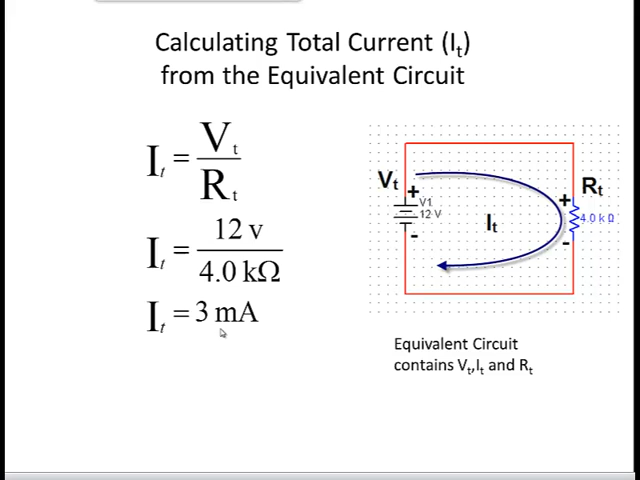 Calculating Total Current (It)
from the Equivalent Circuit
It = Vt / Rt
It = 12 v / 4.0 kΩ
It = 3 mA
Vt
+
V1
12 V
-
It
Rt
+
4.0 kΩ
-
Equivalent Circuit
contains Vt,It and Rt